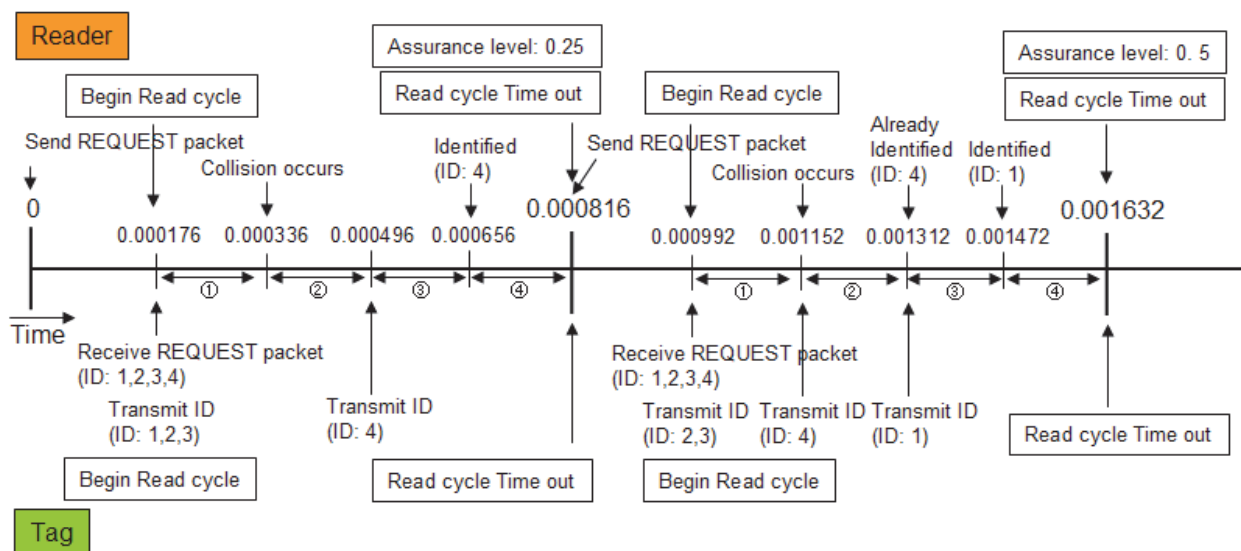 Reader
Assurance level: 0.25
Assurance level: 0. 5
Begin Read cycle
Read cycle Time out
Begin Read cycle
Read cycle Time out
Send REQUEST packet
Collision occurs
Identified
(ID: 4)
Send REQUEST packet
Collision occurs
Already
Identified
(ID: 4)
Identified
(ID: 1)
0
0.000176
0.000336
0.000496
0.000656
0.000816
0.000992
0.001152
0.001312
0.001472
0.001632
① ② ③ ④ ① ② ③ ④
Time
Receive REQUEST packet
(ID: 1,2,3,4)
Transmit ID
(ID: 1,2,3)
Transmit ID
(ID: 4)
Receive REQUEST packet
(ID: 1,2,3,4)
Transmit ID
(ID: 2,3)
Transmit ID
(ID: 4)
Transmit ID
(ID: 1)
Begin Read cycle
Read cycle Time out
Begin Read cycle
Read cycle Time out
Tag